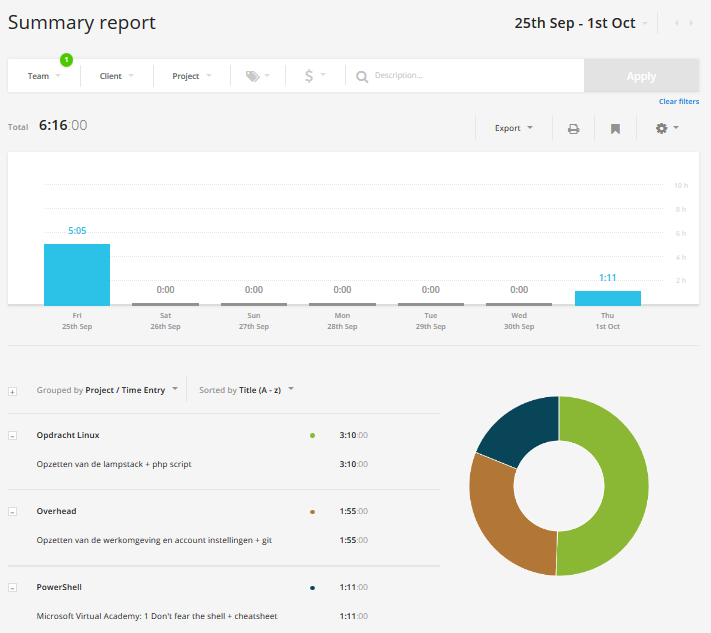 Summary report
25th Sep - 1st Oct
1
Team
Client
Project
$
Description...
Apply
Clear filters
Total 6:16:00
Export
10 h
8 h
6 h
4 h
2 h
5:05
0:00
0:00
0:00
0:00
0:00
1:11
Fri
25th Sep
Sat
26th Sep
Sun
27th Sep
Mon
28th Sep
Tue
29th Sep
Wed
30th Sep
Thu
1st Oct
Grouped by Project / Time Entry
Sorted by Title (A - z)
Opdracht Linux 3:10:00
Opzetten van de lampstack + php script 3:10:00
Overhead 1:55:00
Opzetten van de werkomgeving en account instellingen + git 1:55:00
PowerShell 1:11:00
Microsoft Virtual Academy: 1 Don't fear the shell + cheatsheet 1:11:00